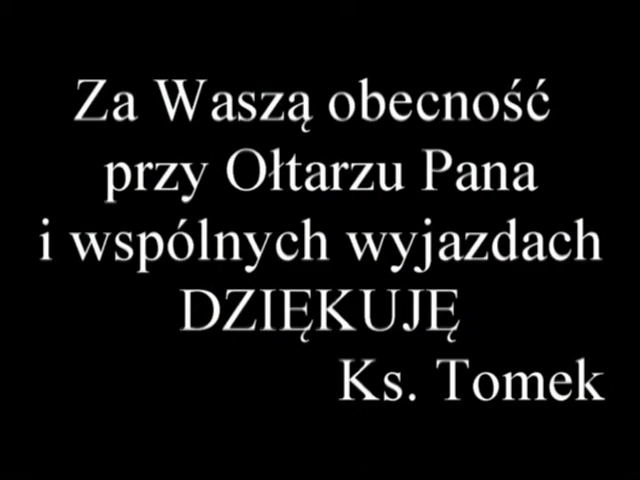 Za Waszą obecność
przy Ołtarzu Pana
i wspólnych wyjazdach
DZIĘKUJĘ
Ks. Tomek